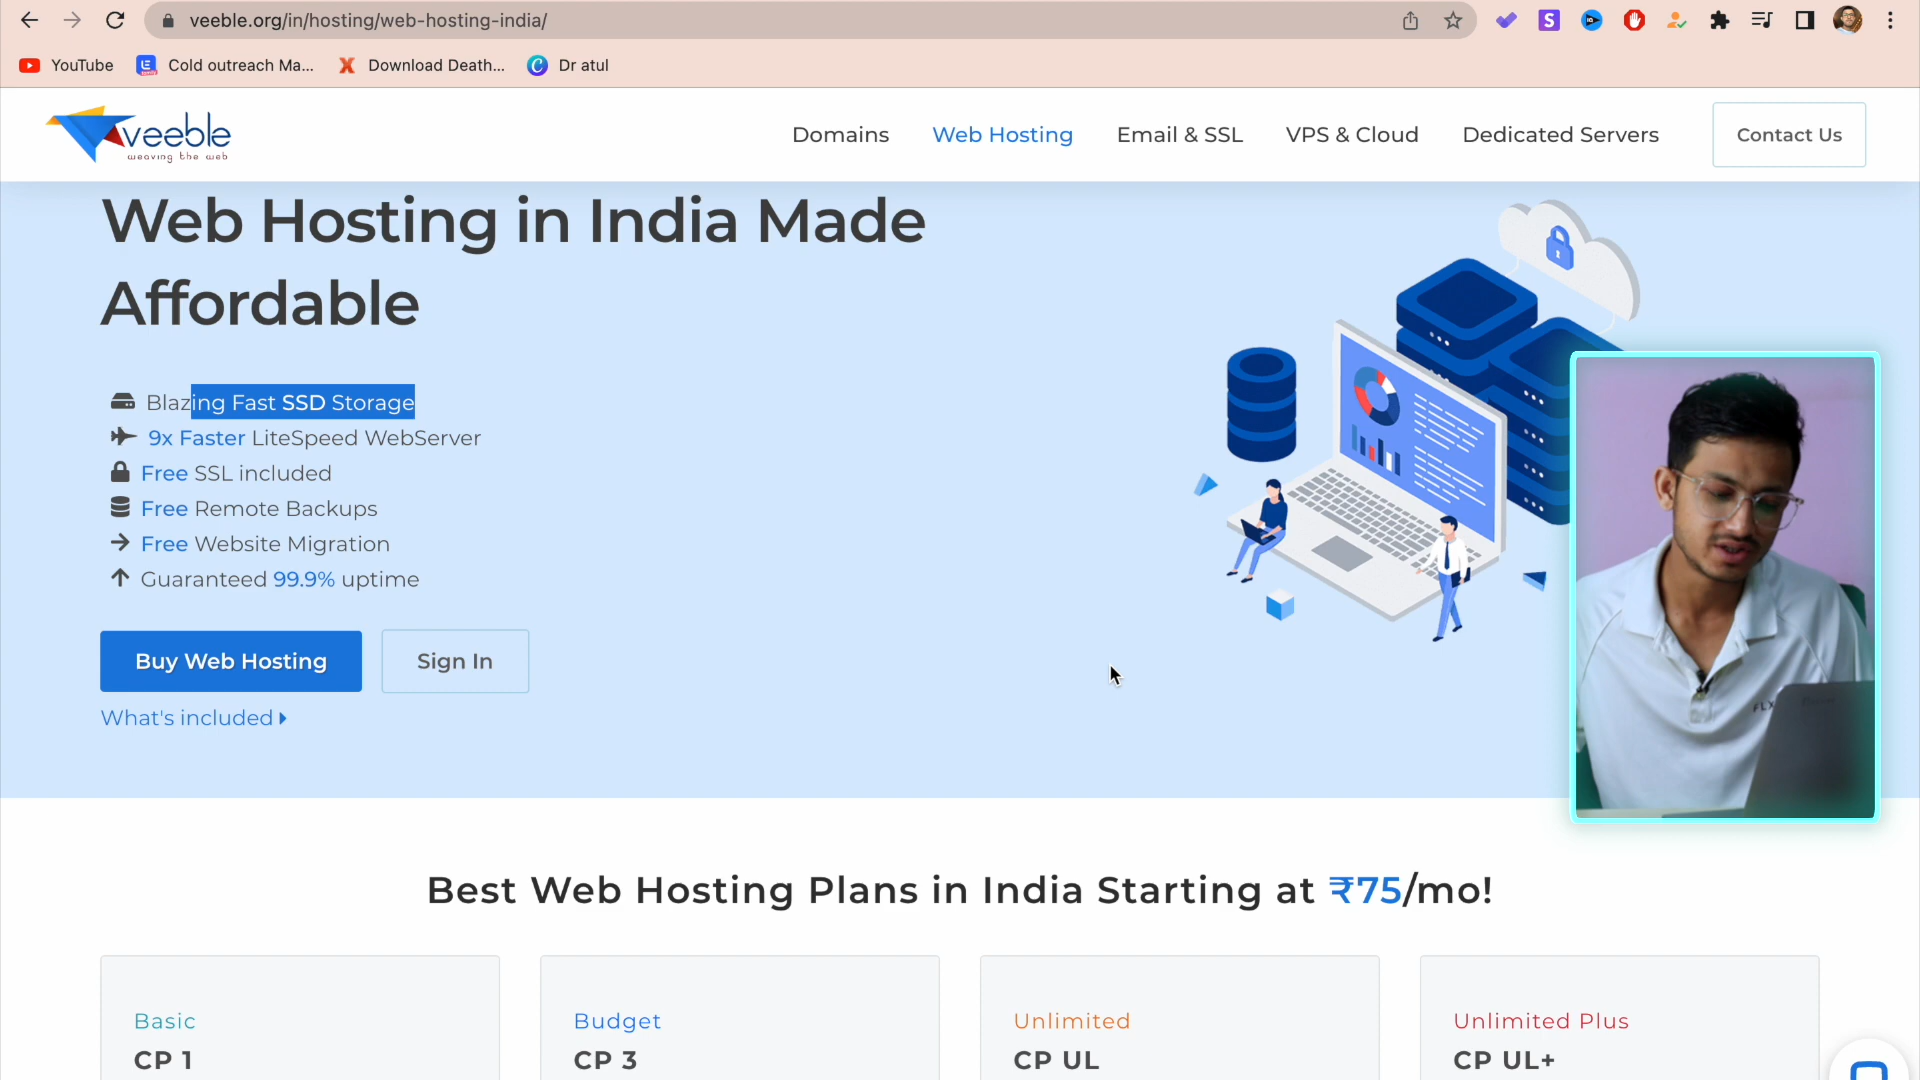 veeble.org/in/hosting/web-hosting-india/
S
YouTube
Cold outreach Ma...
Download Death...
Dr atul
veeble
weaving the web
Domains
Web Hosting
Email & SSL
VPS & Cloud
Dedicated Servers
Contact Us
Web Hosting in India Made
Affordable
Blazing Fast SSD Storage
9x Faster LiteSpeed WebServer
Free SSL included
Free Remote Backups
Free Website Migration
Guaranteed 99.9% uptime
Buy Web Hosting
Sign In
What's included
FLX
Best Web Hosting Plans in India Starting at ₹75/mo!
Basic
CP 1
Budget
CP 3
Unlimited
CP UL
Unlimited Plus
CP UL+